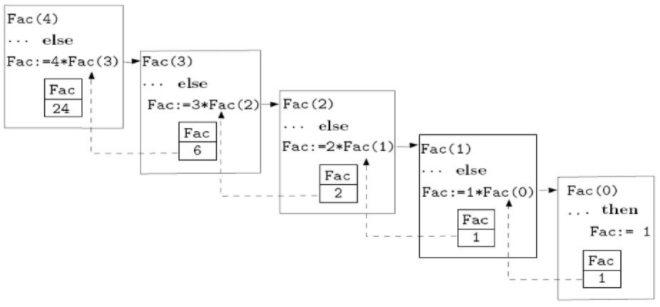 Fac(4)
... else
Fac:=4*Fac(3)
Fac
24
Fac(3)
... else
Fac:=3*Fac(2)
Fac
6
Fac(2)
... else
Fac:=2*Fac(1)
Fac
2
Fac(1)
... else
Fac:=1*Fac(0)
Fac
1
Fac(0)
... then
Fac:= 1
Fac
1